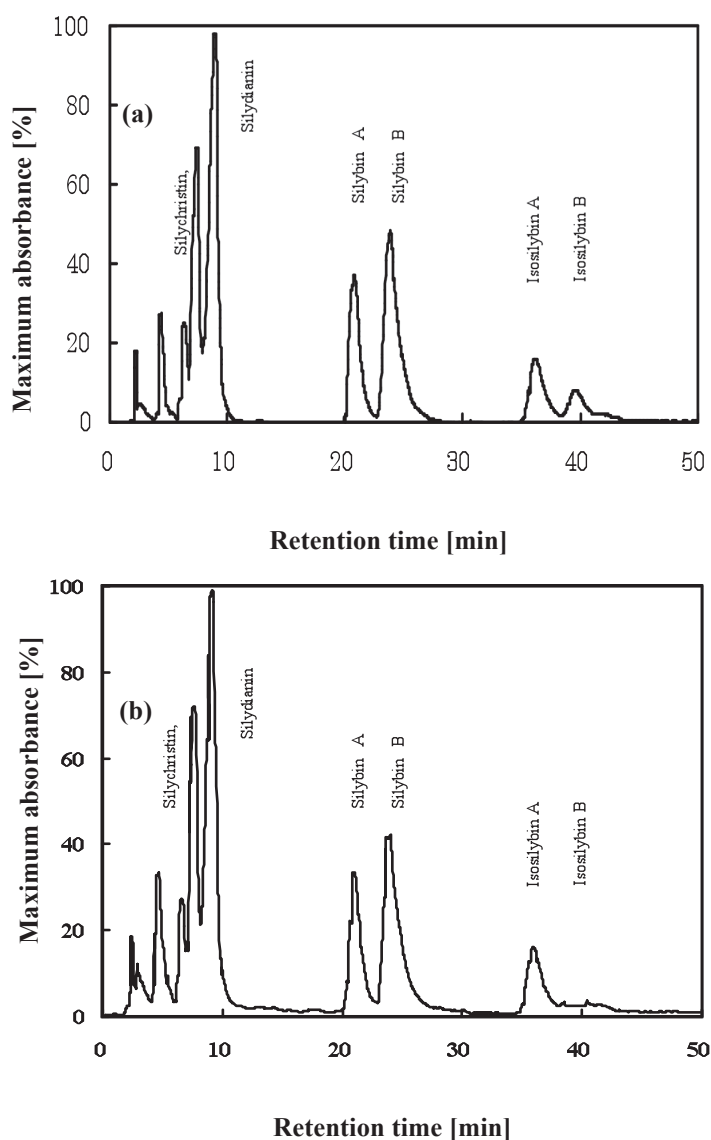 100
80
60
40
20
0
Maximum absorbance [%]
(a)
Silychristin,
Silydianin
Silybin A
Silybin B
Isosilybin A
Isosilybin B
0 10 20 30 40 50
Retention time [min]
100
80
60
40
20
0
Maximum absorbance [%]
(b)
Silychristin,
Silydianin
Silybin A
Silybin B
Isosilybin A
Isosilybin B
0 10 20 30 40 50
Retention time [min]